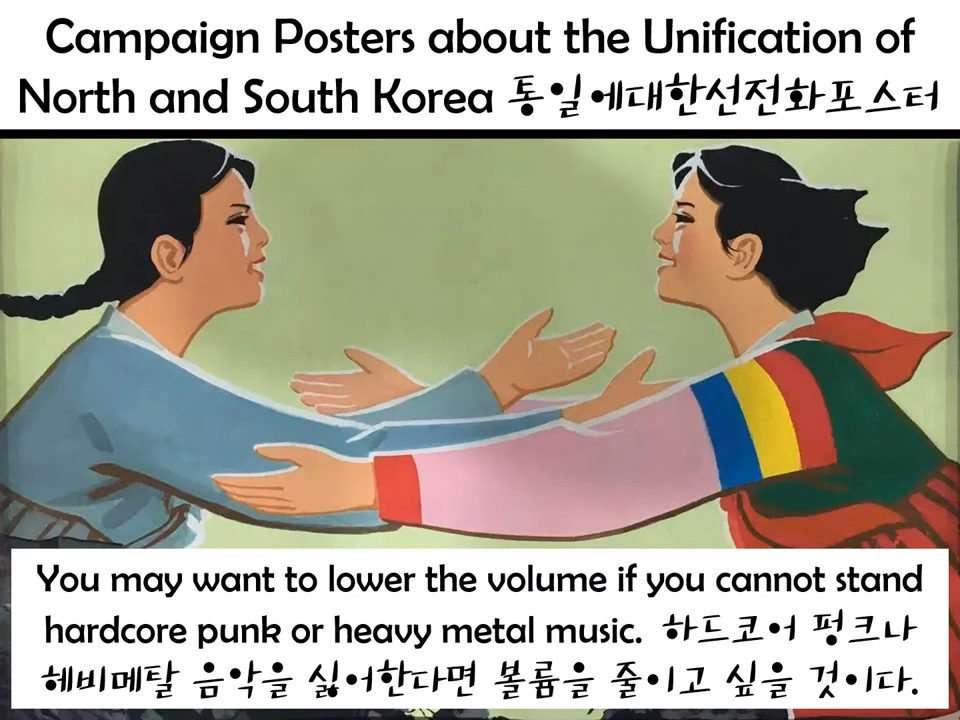 Campaign Posters about the Unification of
North and South Korea 통일에대한선전화포스터
You may want to lower the volume if you cannot stand
hardcore punk or heavy metal music. 하드코어 펑크나
헤비메탈 음악을 싫어한다면 볼륨을 줄이고 싶을 것이다.